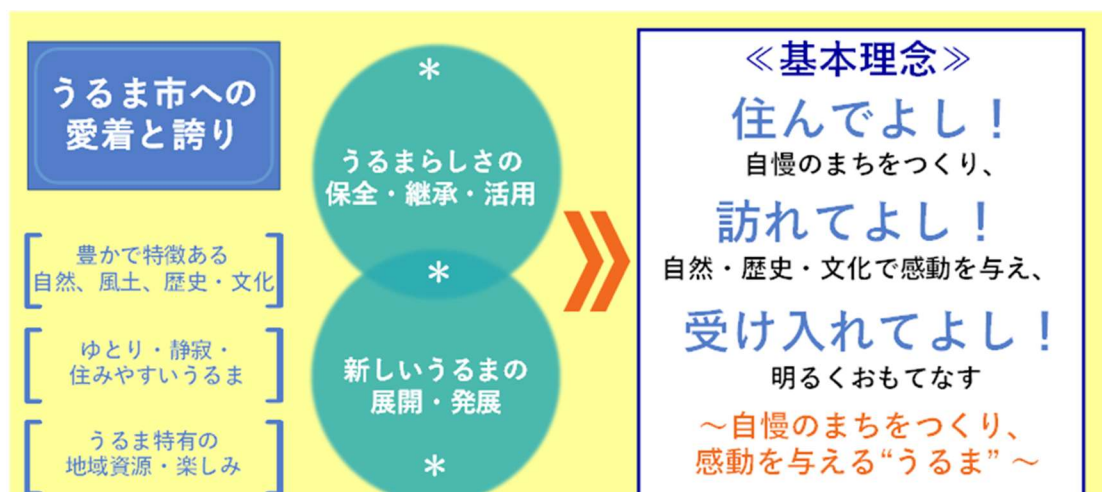 うるま市への
愛着と誇り
豊かで特徴ある
自然、風土、歴史・文化
ゆとり・静寂・
住みやすいうるま
うるま特有の
地域資源・楽しみ
*
うるまらしさの
保全・継承・活用
*
新しいうるまの
展開・発展
*
≪基本理念≫
住んでよし！
自慢のまちをつくり、
訪れてよし！
自然・歴史・文化で感動を与え、
受け入れてよし！
明るくおもてなす
～自慢のまちをつくり、
感動を与える“うるま” ～